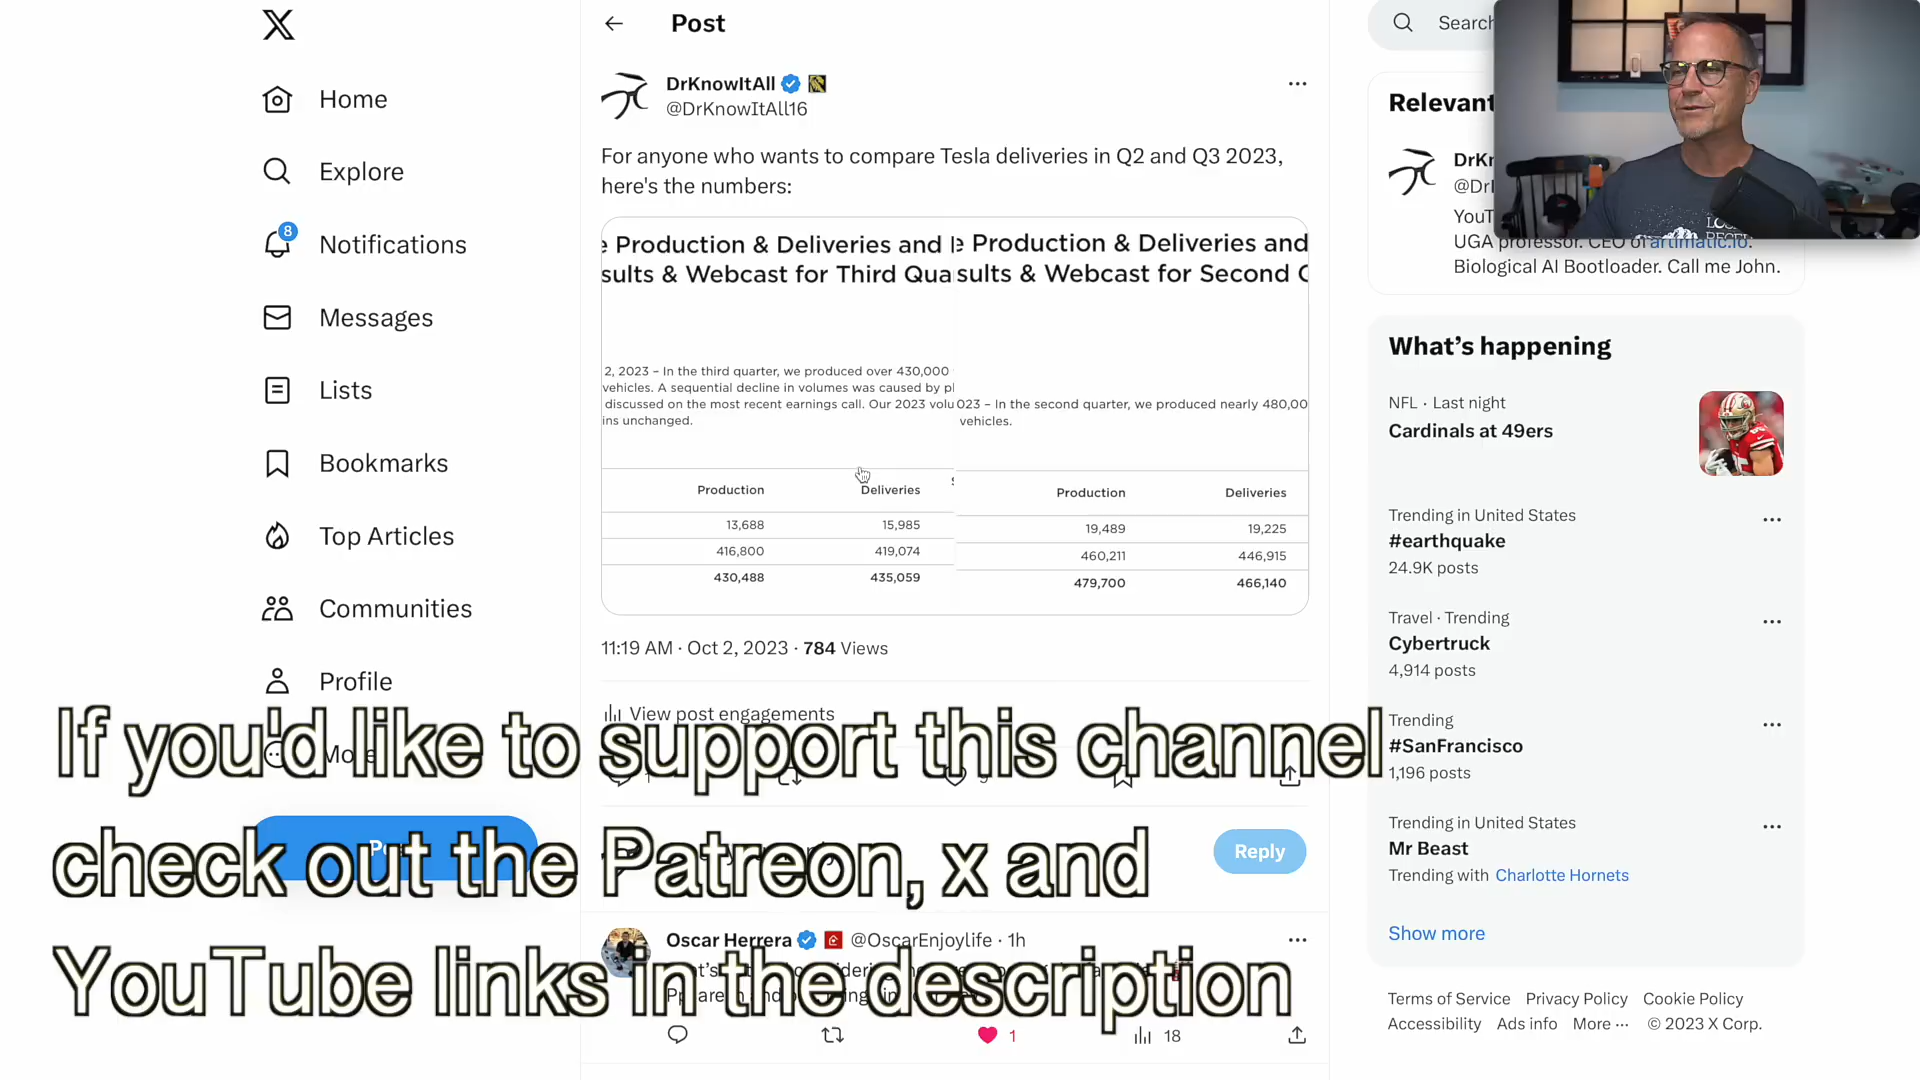 Home
Explore
8
Notifications
Messages
Lists
Bookmarks
Top Articles
Communities
Profile
More
Post
DrKnowItAll
@DrKnowItAll16
For anyone who wants to compare Tesla deliveries in Q2 and Q3 2023,
here's the numbers:
e Production & Deliveries and
sults & Webcast for Third Qua
2, 2023 – In the third quarter, we produced over 430,000
vehicles. A sequential decline in volumes was caused by pl
discussed on the most recent earnings call. Our 2023 volu
ins unchanged.
Production Deliveries
13,688 15,985
416,800 419,074
430,488 435,059
e Production & Deliveries and
sults & Webcast for Second
023 – In the second quarter, we produced nearly 480,00
vehicles.
Production Deliveries
19,489 19,225
460,211 446,915
479,700 466,140
11:19 AM · Oct 2, 2023 · 784 Views
View post engagements
Reply
Oscar Herrera @OscarEnjoylife · 1h
1
18
If you'd like to support this channel
check out the Patreon, x and
YouTube links in the description
Search
Relevant
DrKn
UGA professor. CEO of artimatic.io.
Biological AI Bootloader. Call me John.
What's happening
NFL · Last night
Cardinals at 49ers
Trending in United States
#earthquake
24.9K posts
Travel · Trending
Cybertruck
4,914 posts
Trending
#SanFrancisco
1,196 posts
Trending in United States
Mr Beast
Trending with Charlotte Hornets
Show more
Terms of Service Privacy Policy Cookie Policy
Accessibility Ads info More ··· © 2023 X Corp.